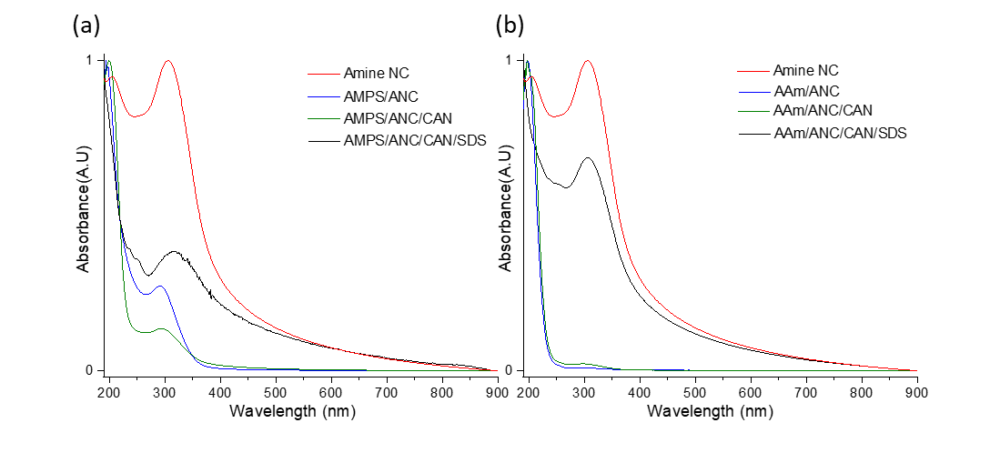 (a)
1
0
Absorbance(A.U)
Amine NC
AMPS/ANC
AMPS/ANC/CAN
AMPS/ANC/CAN/SDS
200 300 400 500 600 700 800 900
Wavelength (nm)
(b)
1
0
Absorbance(A.U)
Amine NC
AAm/ANC
AAm/ANC/CAN
AAm/ANC/CAN/SDS
200 300 400 500 600 700 800 900
Wavelength (nm)